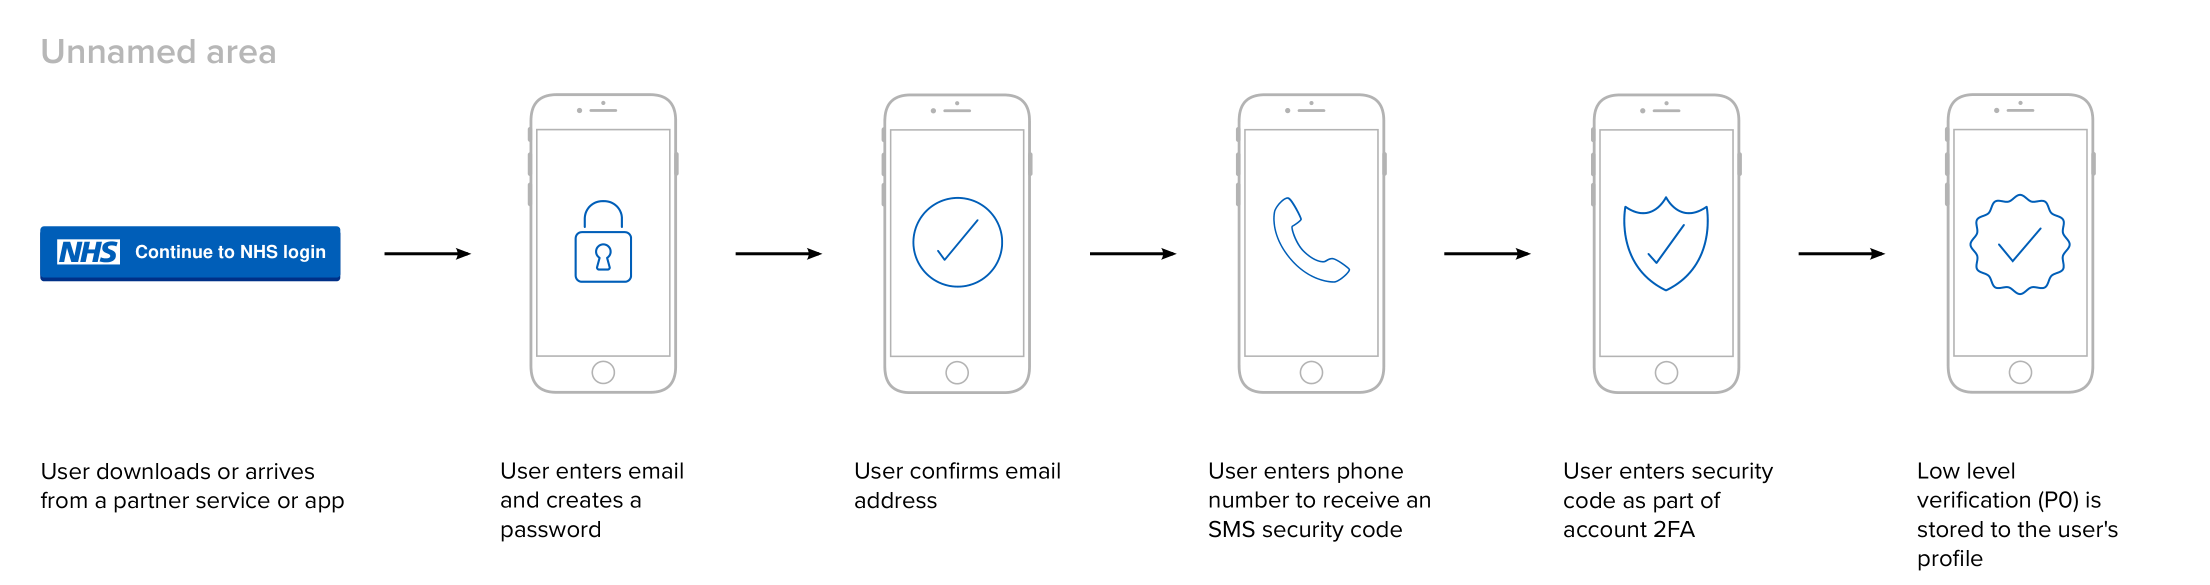 Unnamed area
NHS Continue to NHS login
User downloads or arrives
from a partner service or app
User enters email
and creates a
password
User confirms email
address
User enters phone
number to receive an
SMS security code
User enters security
code as part of
account 2FA
Low level
verification (P0) is
stored to the user's
profile